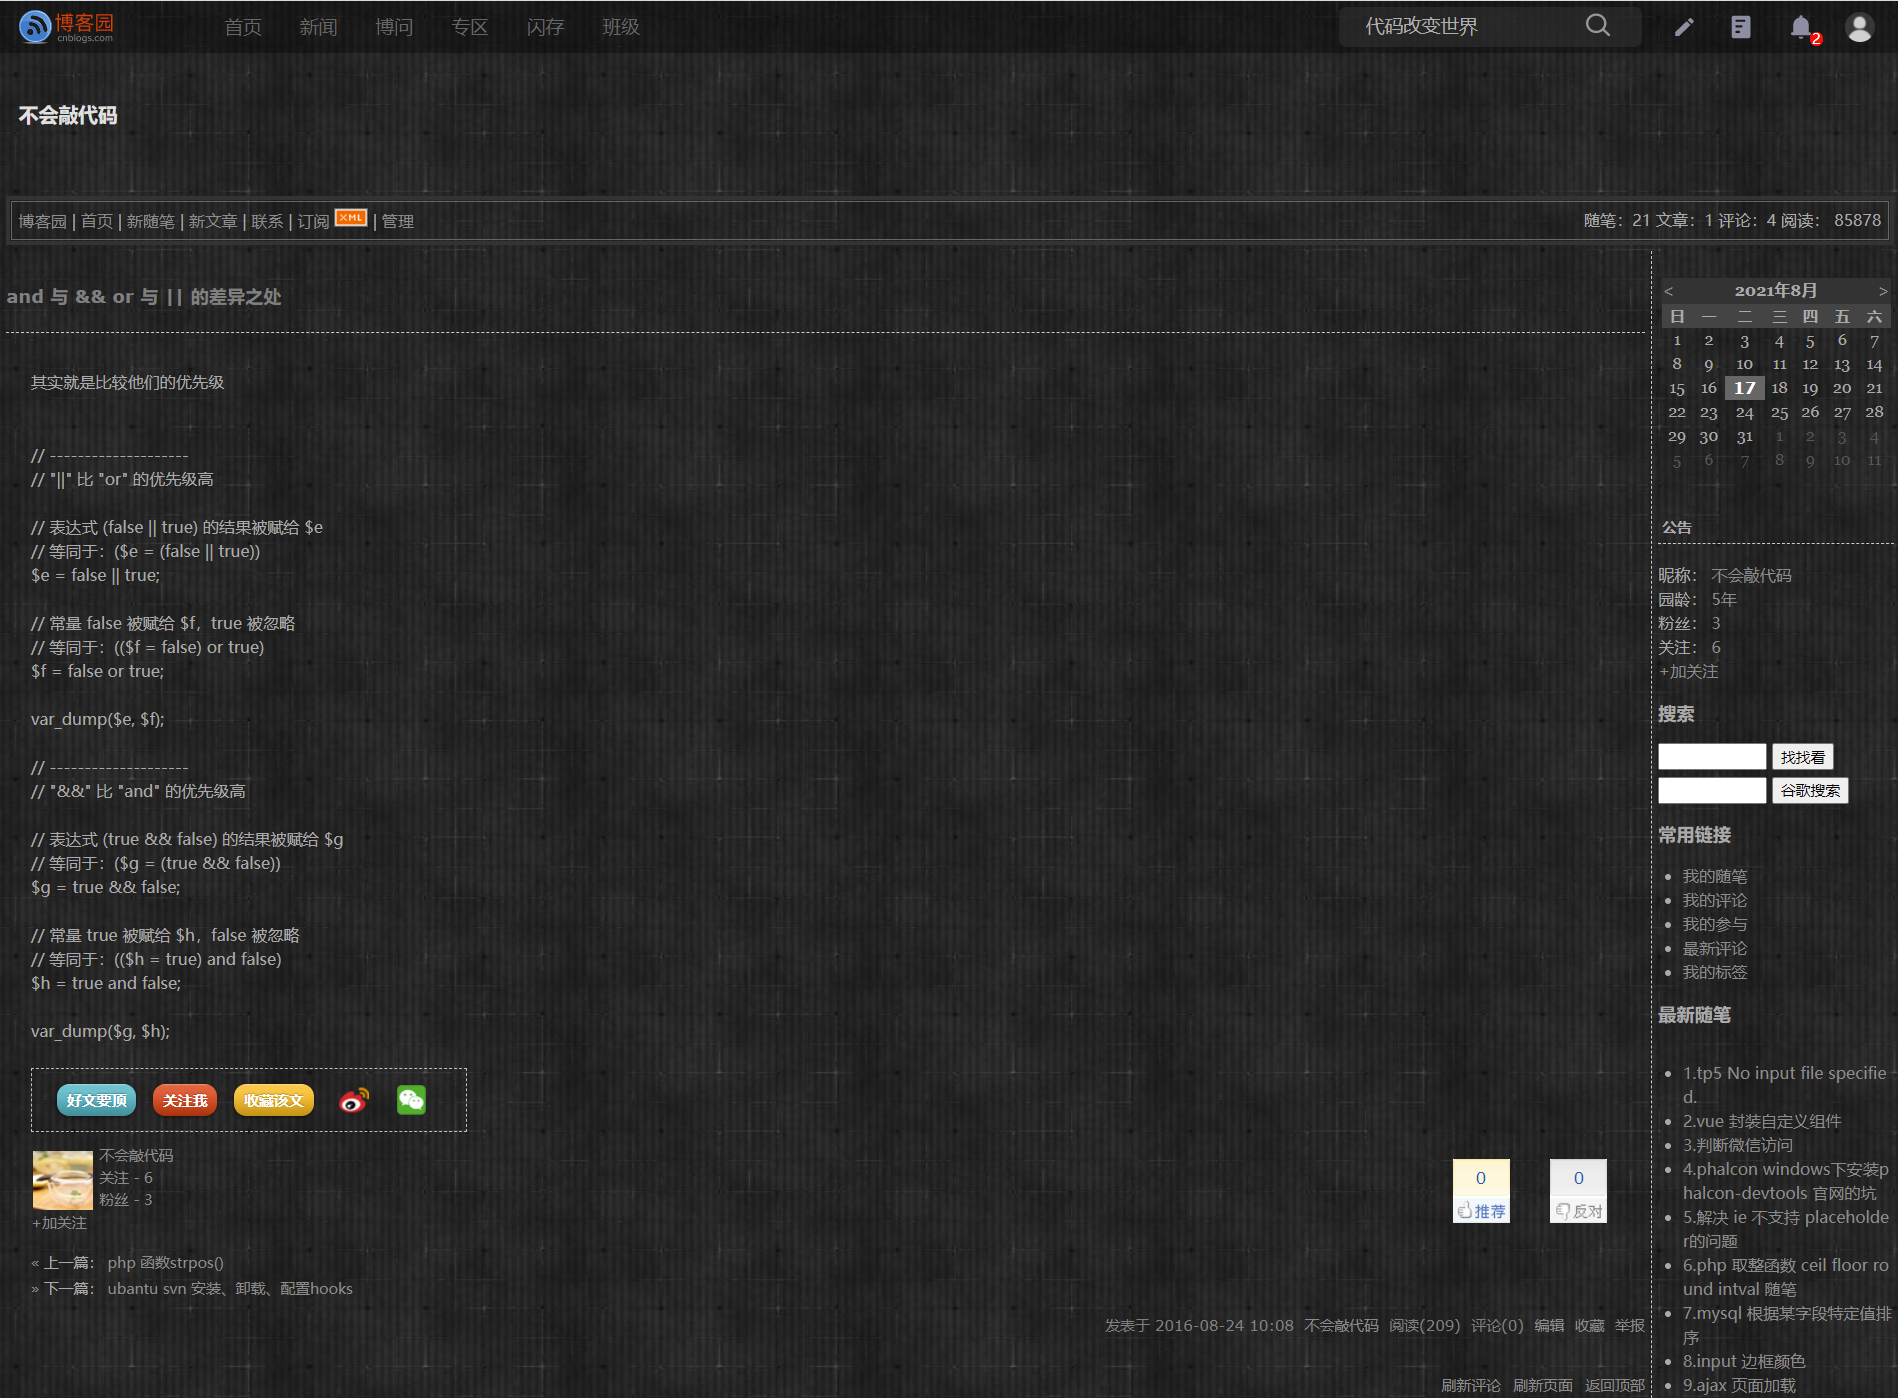 博客园
cnblogs.com
首页 新闻 博问 专区 闪存 班级
代码改变世界
2
不会敲代码
博客园 | 首页 | 新随笔 | 新文章 | 联系 | 订阅 XML | 管理
随笔：21 文章：1 评论：4 阅读： 85878
and 与 && or 与 || 的差异之处
其实就是比较他们的优先级
// --------------------
// "||" 比 "or" 的优先级高
// 表达式 (false || true) 的结果被赋给 $e
// 等同于：($e = (false || true))
$e = false || true;
// 常量 false 被赋给 $f，true 被忽略
// 等同于：(($f = false) or true)
$f = false or true;
var_dump($e, $f);
// --------------------
// "&&" 比 "and" 的优先级高
// 表达式 (true && false) 的结果被赋给 $g
// 等同于：($g = (true && false))
$g = true && false;
// 常量 true 被赋给 $h，false 被忽略
// 等同于：(($h = true) and false)
$h = true and false;
var_dump($g, $h);
好文要顶 关注我 收藏该文
不会敲代码
关注 - 6
粉丝 - 3
+加关注
0
推荐
0
反对
« 上一篇： php 函数strpos()
» 下一篇： ubantu svn 安装、卸载、配置hooks
发表于 2016-08-24 10:08 不会敲代码 阅读(209) 评论(0) 编辑 收藏 举报
刷新评论 刷新页面 返回顶部
< 2021年8月 >
日 一 二 三 四 五 六
1 2 3 4 5 6 7
8 9 10 11 12 13 14
15 16 17 18 19 20 21
22 23 24 25 26 27 28
29 30 31 1 2 3 4
5 6 7 8 9 10 11
公告
昵称： 不会敲代码
园龄： 5年
粉丝： 3
关注： 6
+加关注
搜索
找找看
谷歌搜索
常用链接
我的随笔
我的评论
我的参与
最新评论
我的标签
最新随笔
1.tp5 No input file specifie
d.
2.vue 封装自定义组件
3.判断微信访问
4.phalcon windows下安装p
halcon-devtools 官网的坑
5.解决 ie 不支持 placeholde
r的问题
6.php 取整函数 ceil floor ro
und intval 随笔
7.mysql 根据某字段特定值排
序
8.input 边框颜色
9.ajax 页面加载